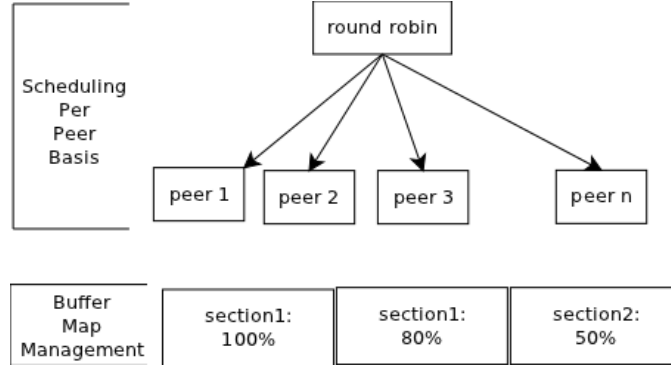 round robin
Scheduling
Per
Peer
Basis
peer 1
peer 2
peer 3
peer n
Buffer
Map
Management
section1:
100%
section1:
80%
section2:
50%